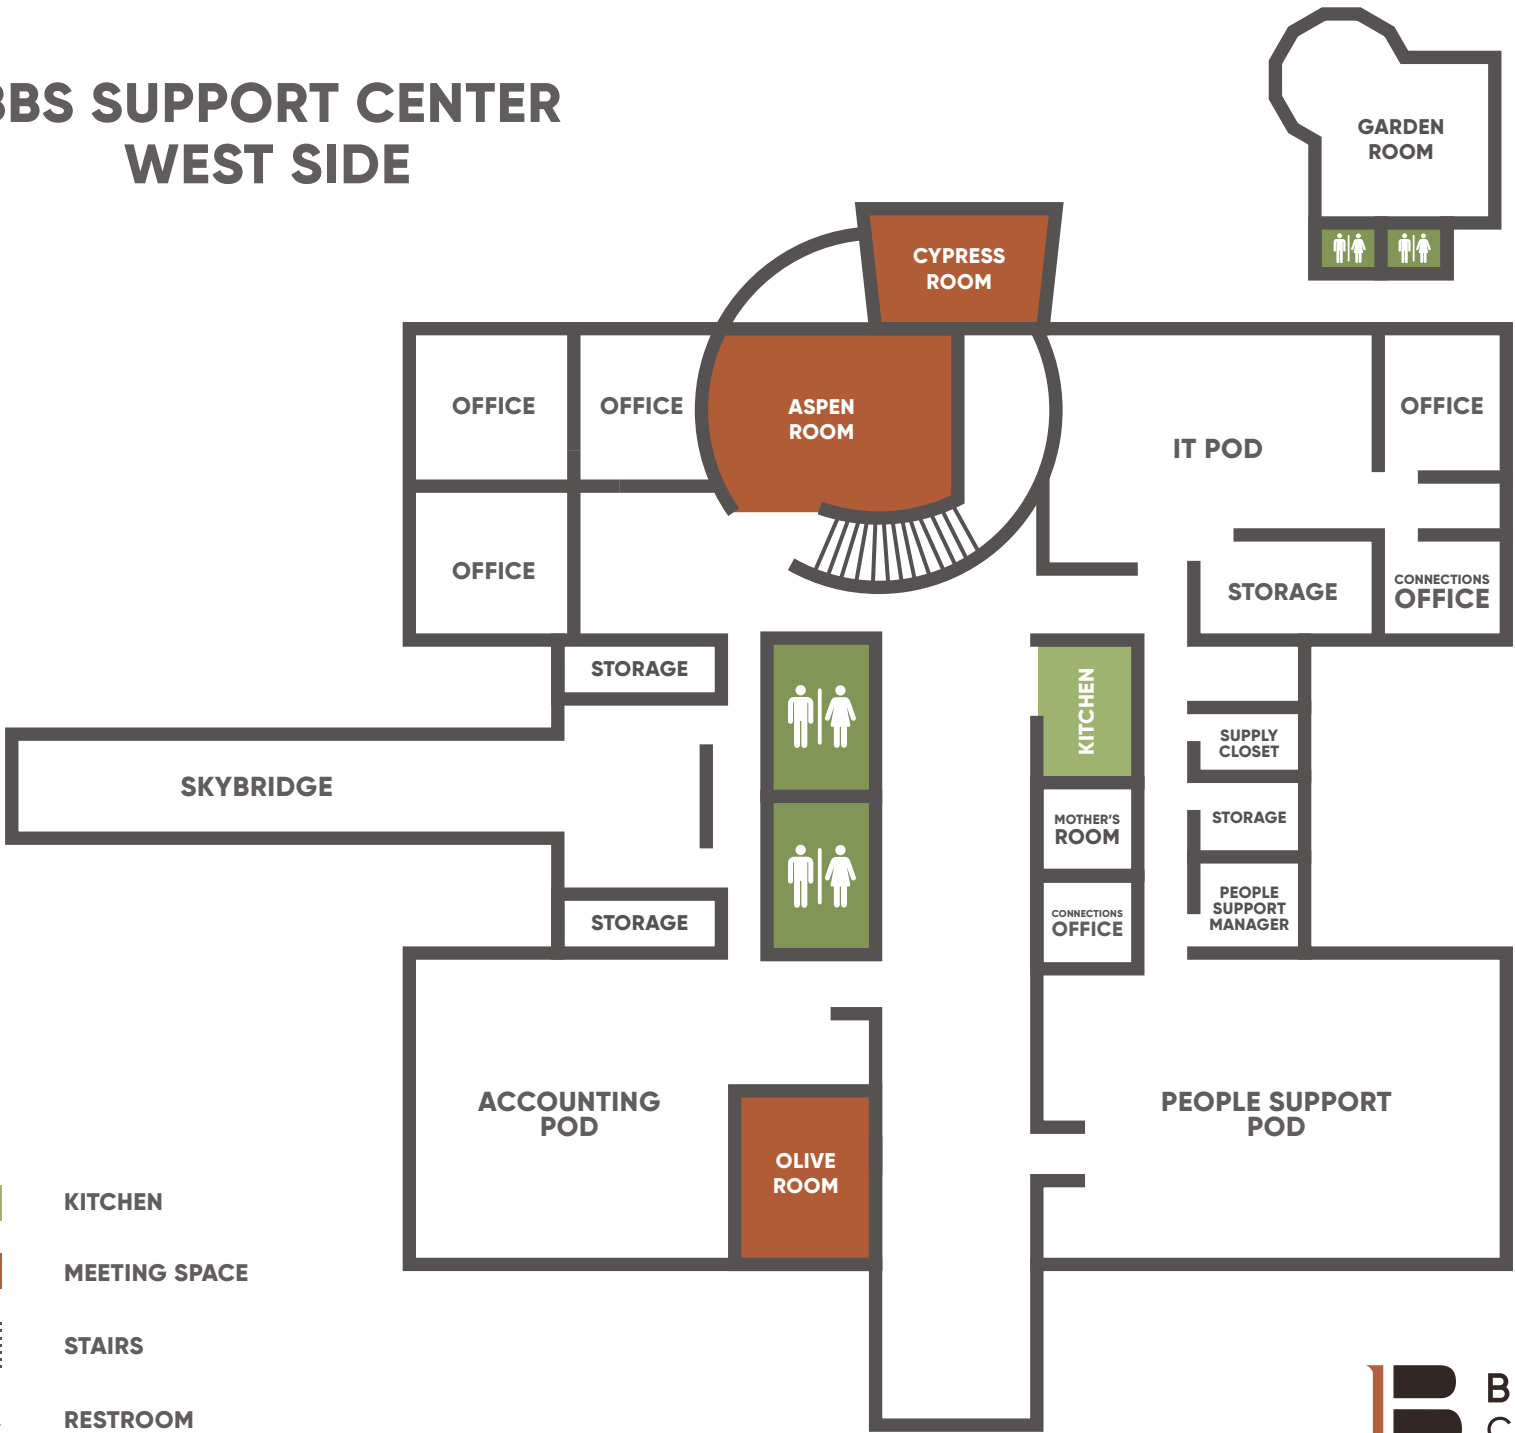 BBS SUPPORT CENTER
WEST SIDE
GARDEN
ROOM
CYPRESS
ROOM
OFFICE
OFFICE
ASPEN
ROOM
IT POD
OFFICE
OFFICE
STORAGE
CONNECTIONS
OFFICE
STORAGE
KITCHEN
SUPPLY
CLOSET
SKYBRIDGE
MOTHER'S
ROOM
STORAGE
STORAGE
CONNECTIONS
OFFICE
PEOPLE
SUPPORT
MANAGER
ACCOUNTING
POD
PEOPLE SUPPORT
POD
OLIVE
ROOM
KITCHEN
MEETING SPACE
STAIRS
RESTROOM
B